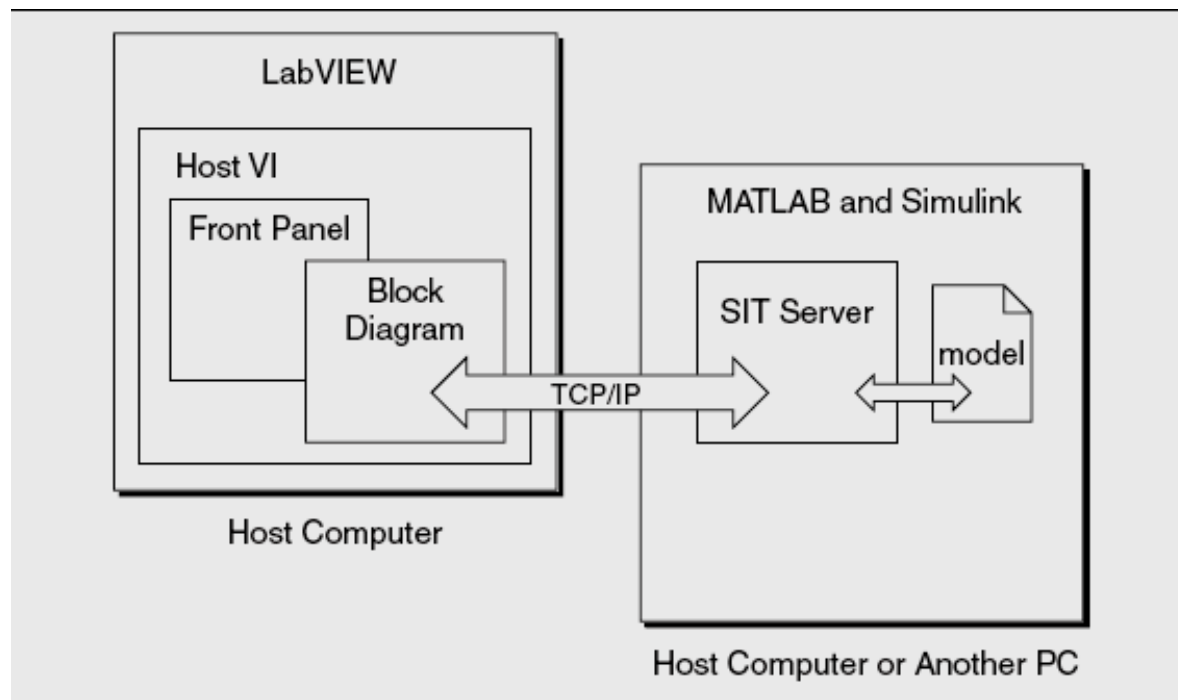 LabVIEW
Host VI
Front Panel
Block
Diagram
TCP/IP
Host Computer
MATLAB and Simulink
SIT Server
model
Host Computer or Another PC